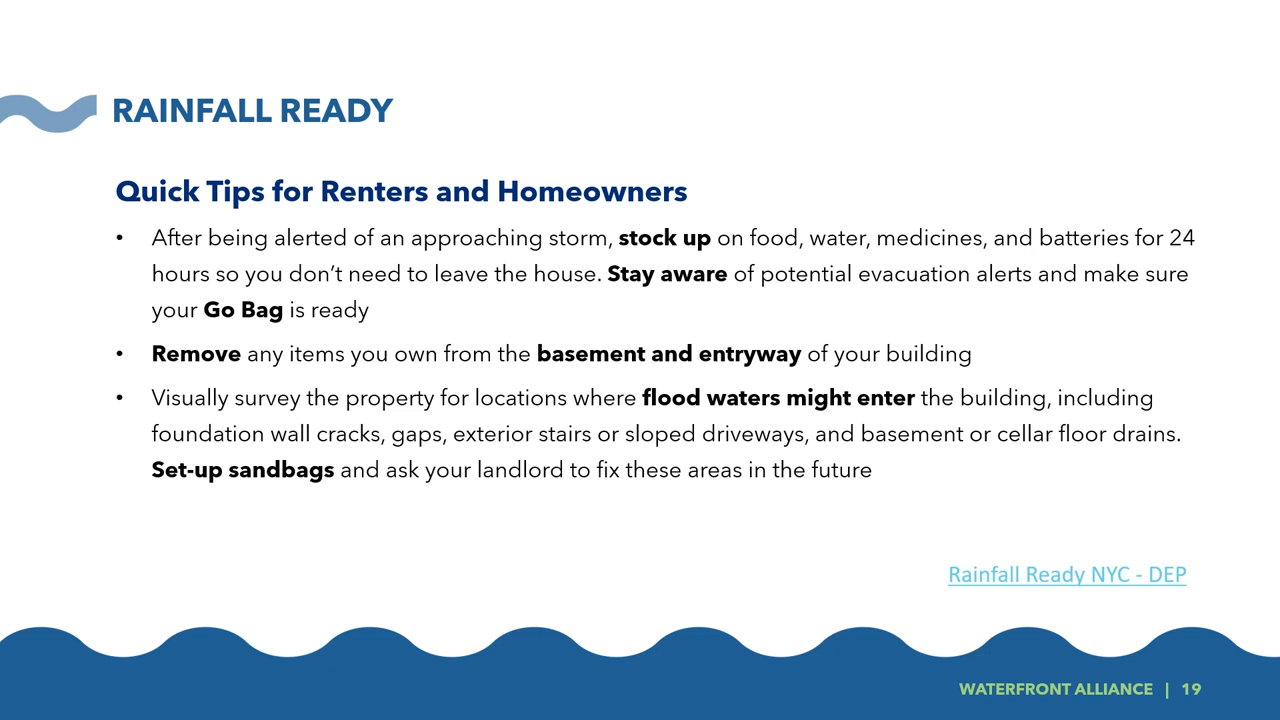 RAINFALL READY
Quick Tips for Renters and Homeowners
• After being alerted of an approaching storm, stock up on food, water, medicines, and batteries for 24
hours so you don’t need to leave the house. Stay aware of potential evacuation alerts and make sure
your Go Bag is ready
• Remove any items you own from the basement and entryway of your building
• Visually survey the property for locations where flood waters might enter the building, including
foundation wall cracks, gaps, exterior stairs or sloped driveways, and basement or cellar floor drains.
Set-up sandbags and ask your landlord to fix these areas in the future
Rainfall Ready NYC - DEP
WATERFRONT ALLIANCE | 19